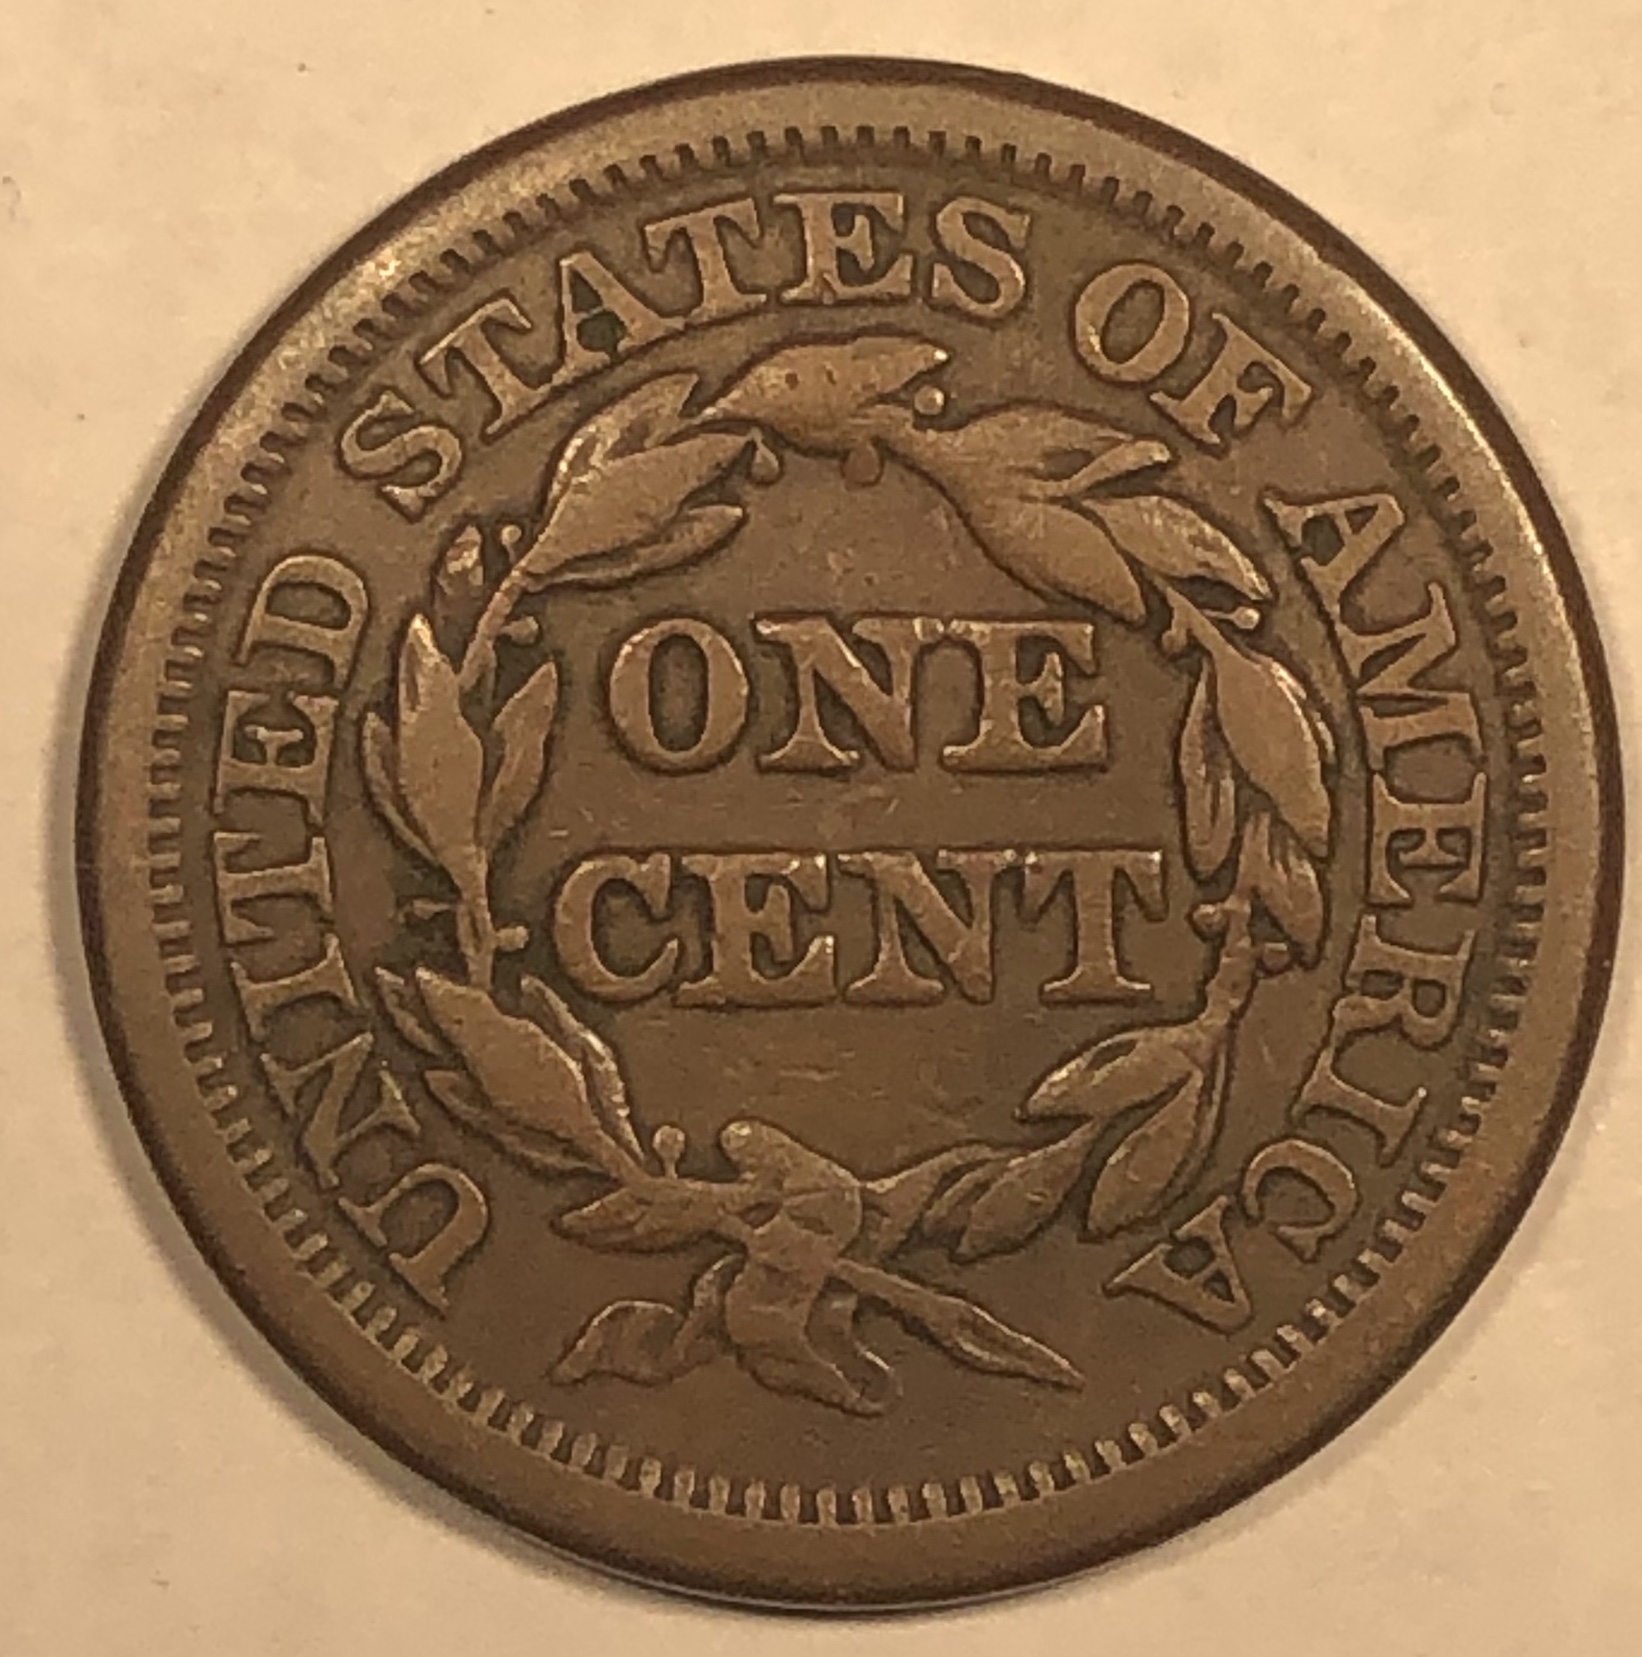 UNITED STATES OF AMERICA
ONE
CENT